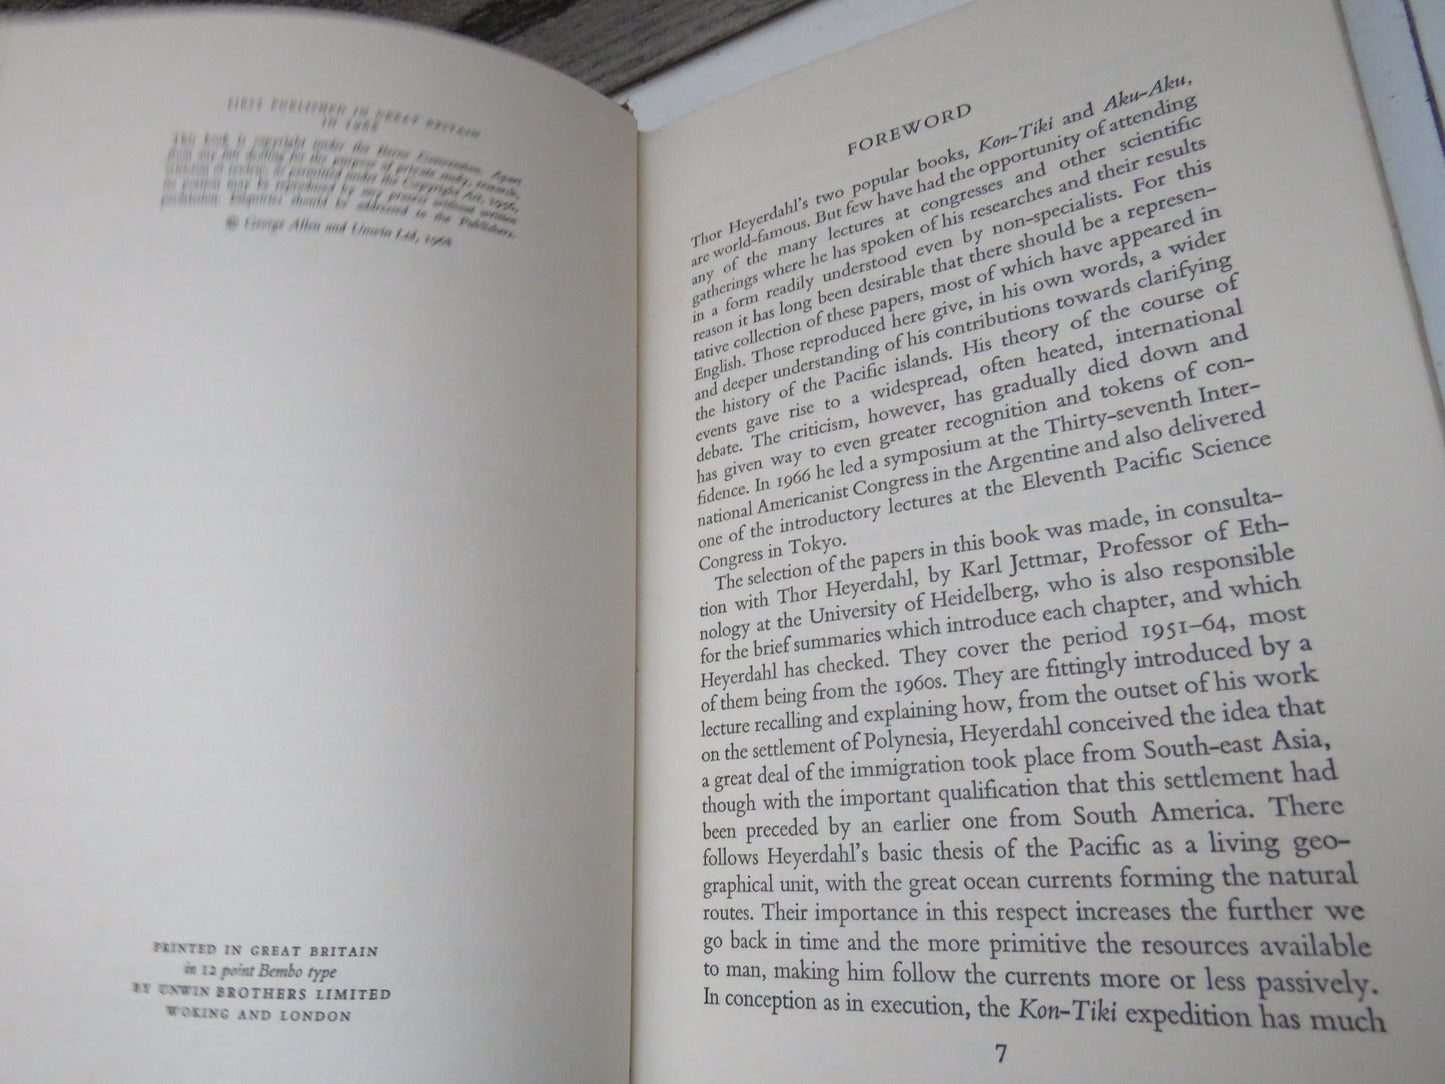 FIRST PUBLISHED IN GREAT BRITAIN
IN 1968
This book is copyright under the Berne Convention. Apart
from any fair dealing for the purpose of private study, research,
criticism or review, as permitted under the Copyright Act, 1956,
no portion may be reproduced by any process without written
permission. Enquiries should be addressed to the Publishers.
© George Allen and Unwin Ltd, 1968
PRINTED IN GREAT BRITAIN
in 12 point Bembo type
BY UNWIN BROTHERS LIMITED
WOKING AND LONDON
FOREWORD
Thor Heyerdahl's two popular books, Kon-Tiki and Aku-Aku,
are world-famous. But few have had the opportunity of attending
any of the many lectures at congresses and other scientific
gatherings where he has spoken of his researches and their results
in a form readily understood even by non-specialists. For this
reason it has long been desirable that there should be a represen-
tative collection of these papers, most of which have appeared in
English. Those reproduced here give, in his own words, a wider
and deeper understanding of his contributions towards clarifying
the history of the Pacific islands. His theory of the course of
events gave rise to a widespread, often heated, international
debate. The criticism, however, has gradually died down and
has given way to even greater recognition and tokens of con-
fidence. In 1966 he led a symposium at the Thirty-seventh Inter-
national Americanist Congress in the Argentine and also delivered
one of the introductory lectures at the Eleventh Pacific Science
Congress in Tokyo.
The selection of the papers in this book was made, in consulta-
tion with Thor Heyerdahl, by Karl Jettmar, Professor of Eth-
nology at the University of Heidelberg, who is also responsible
for the brief summaries which introduce each chapter, and which
Heyerdahl has checked. They cover the period 1951–64, most
of them being from the 1960s. They are fittingly introduced by a
lecture recalling and explaining how, from the outset of his work
on the settlement of Polynesia, Heyerdahl conceived the idea that
a great deal of the immigration took place from South-east Asia,
though with the important qualification that this settlement had
been preceded by an earlier one from South America. There
follows Heyerdahl's basic thesis of the Pacific as a living geo-
graphical unit, with the great ocean currents forming the natural
routes. Their importance in this respect increases the further we
go back in time and the more primitive the resources available
to man, making him follow the currents more or less passively.
In conception as in execution, the Kon-Tiki expedition has much
7